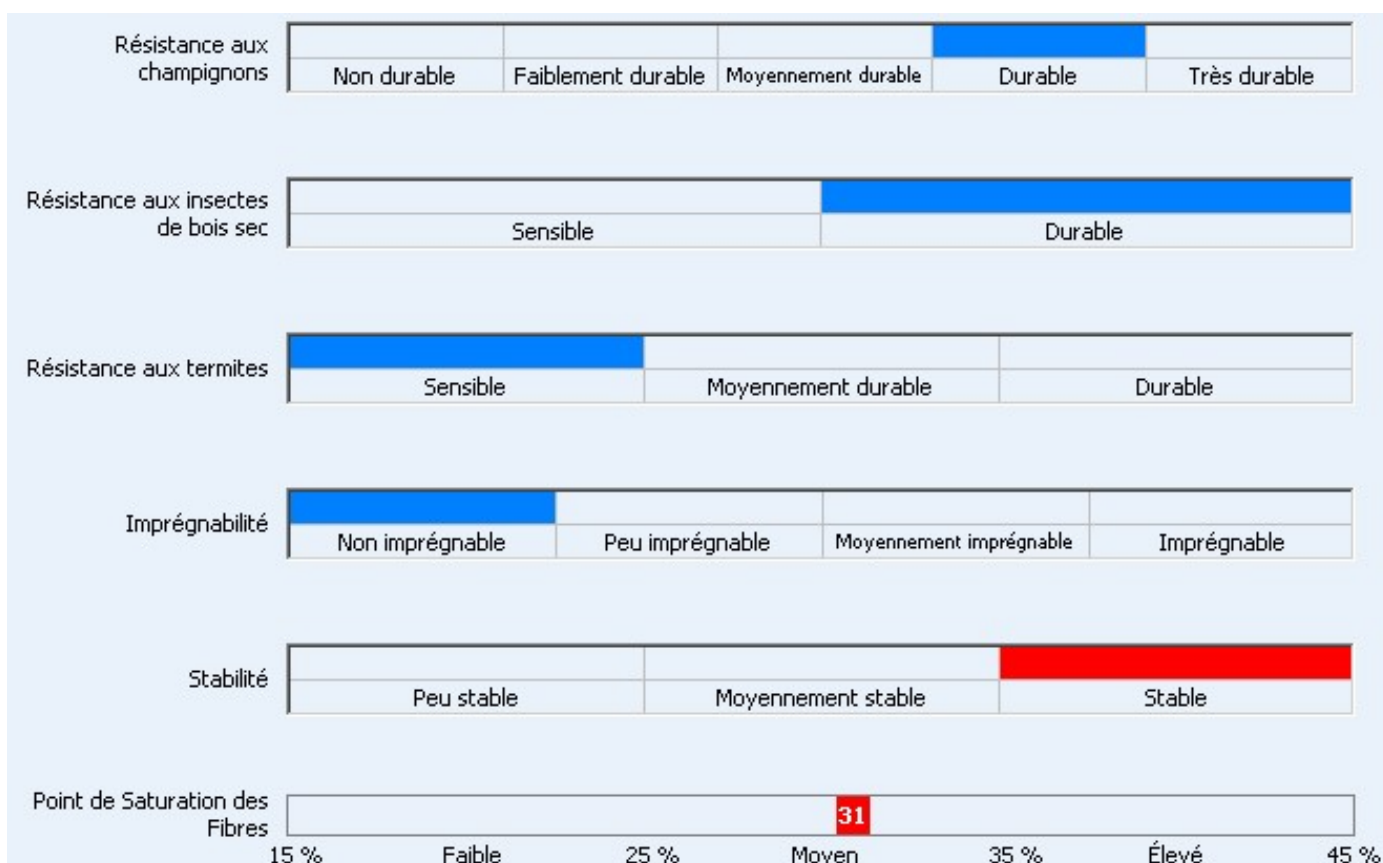 Résistance aux
champignons
Non durable Faiblement durable Moyennement durable Durable Très durable
Résistance aux insectes
de bois sec
Sensible Durable
Résistance aux termites
Sensible Moyennement durable Durable
Imprégnabilité
Non imprégnable Peu imprégnable Moyennement imprégnable Imprégnable
Stabilité
Peu stable Moyennement stable Stable
Point de Saturation des
Fibres
31
15 % Faible 25 % Moyen 35 % Élevé 45 %